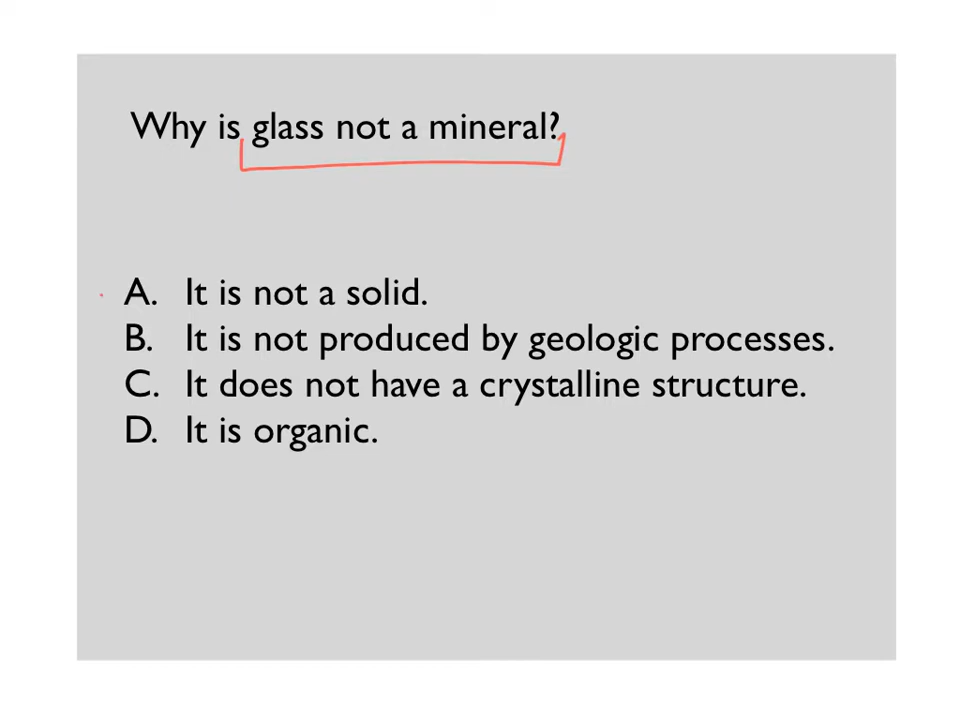 Why is glass not a mineral?
A. It is not a solid.
B. It is not produced by geologic processes.
C. It does not have a crystalline structure.
D. It is organic.